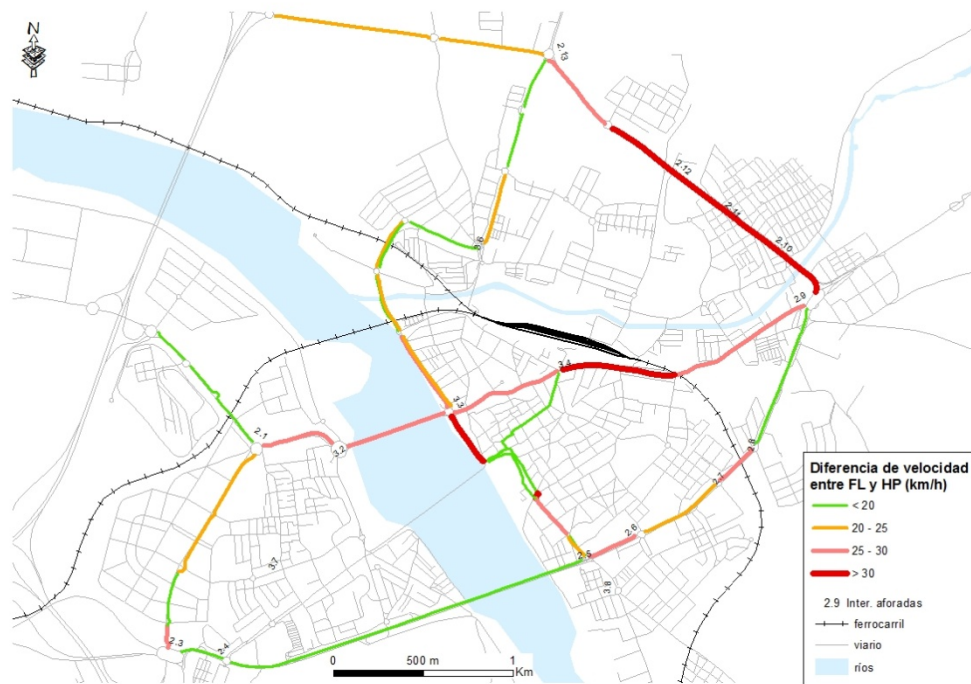 N
2.13
2.12
2.11
2.10
3.6
2.9
3.4
3.3
2.1
3.2
2.8
2.7
2.6
2.5
3.7
3.8
2.3
2.4
0
500 m
1
Km
Diferencia de velocidad
entre FL y HP (km/h)
< 20
20 - 25
25 - 30
> 30
2.9 Inter. aforadas
ferrocarril
viario
ríos